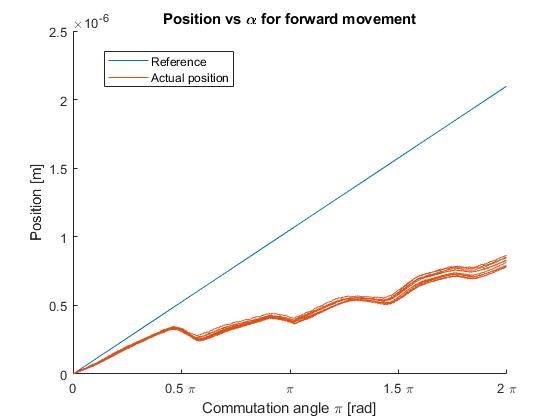 Position vs α for forward movement
×10⁻⁶
2.5
2
1.5
1
0.5
0
Position [m]
Reference
Actual position
0
0.5 π
π
1.5 π
2 π
Commutation angle π [rad]